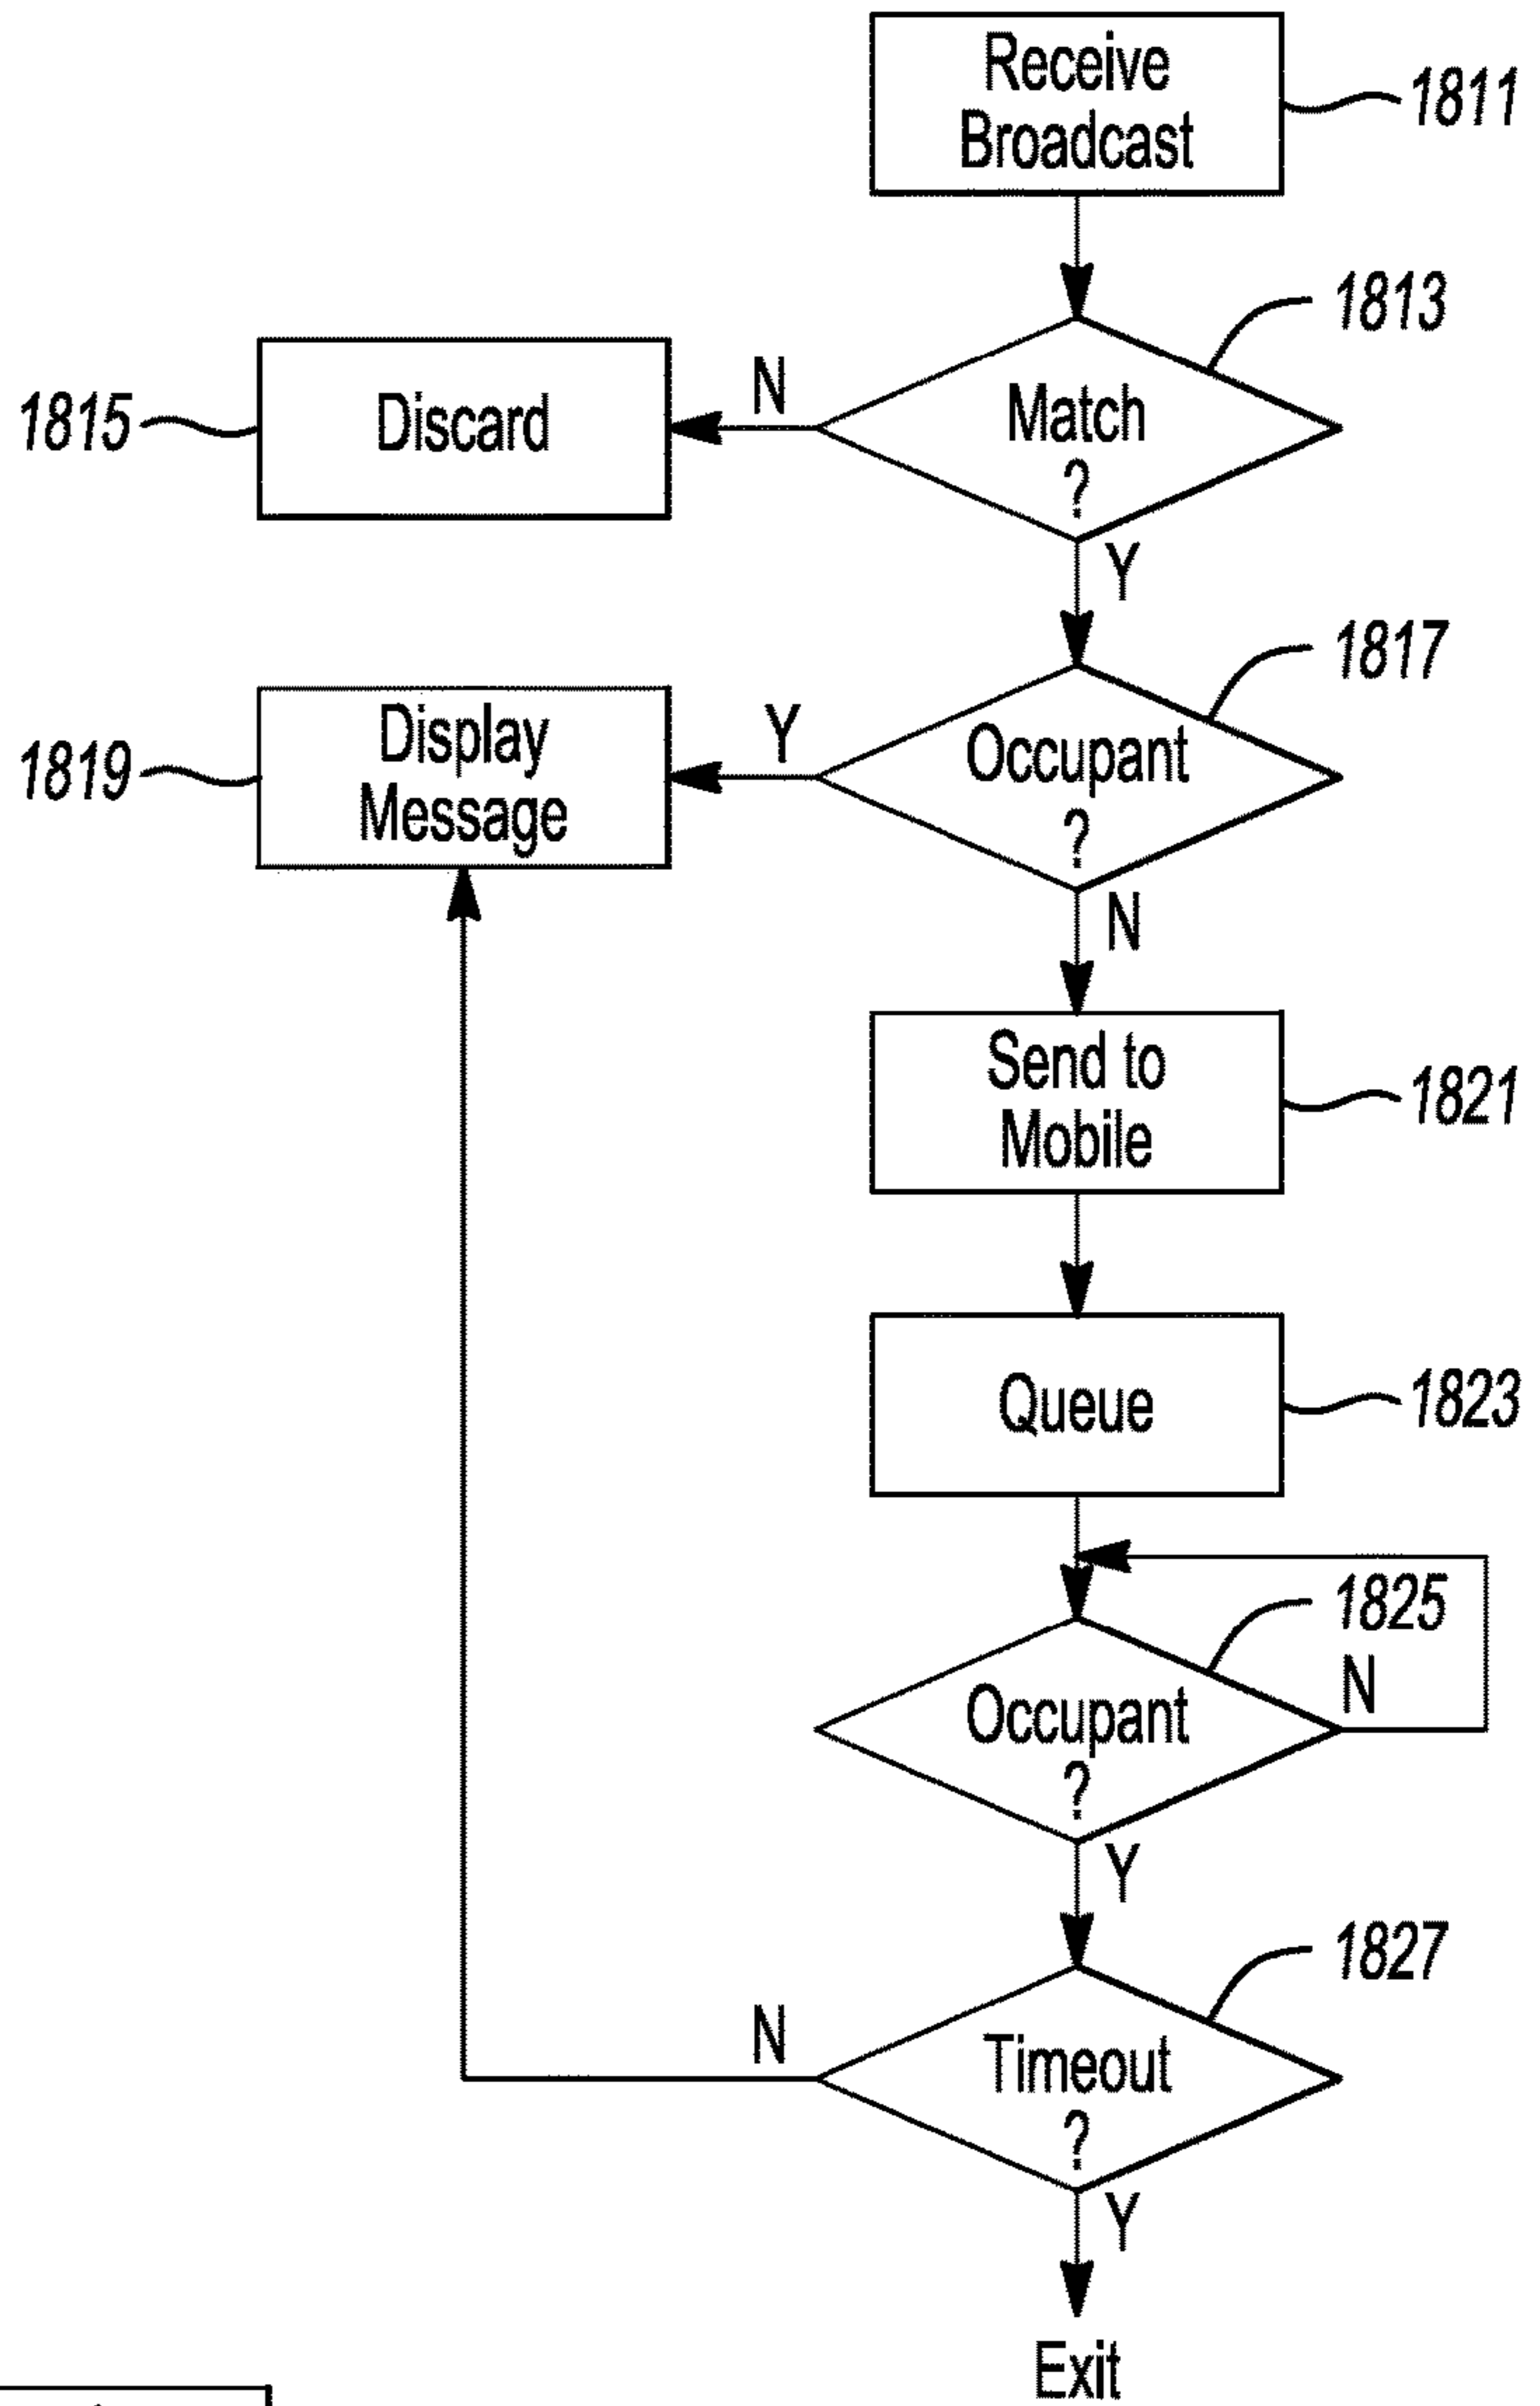 Receive
Broadcast
1811
1813
Match
?
N
Y
Discard
1815
1817
Occupant
?
Y
N
Display
Message
1819
Send to
Mobile
1821
Queue
1823
1825
Occupant
?
N
Y
1827
Timeout
?
N
Y
Exit